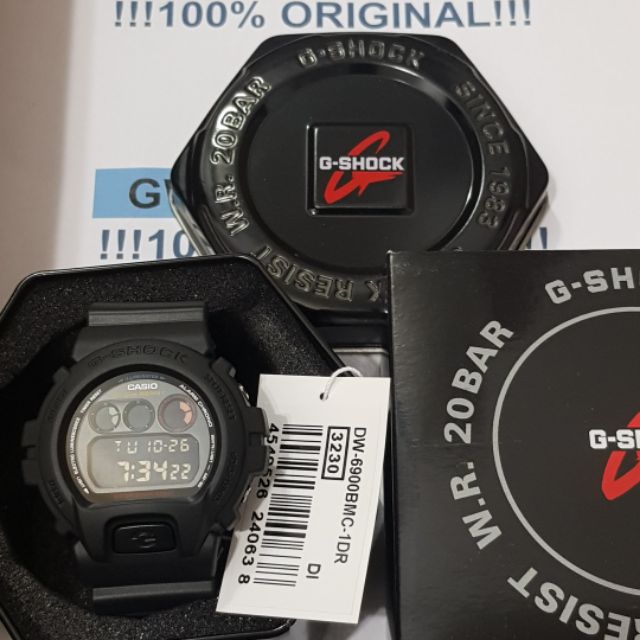 !!!100% ORIGINAL!!!
G-SHOCK
SINCE 1983
W.R. 20BAR
G-SHOCK
RESIST
!!!100%
G-SHOCK
CASIO
TU 10-26
7:34 22
DW-6900BMC-1DR
3230
DI
W.R. 20BAR
G-SHOCK
RESIST